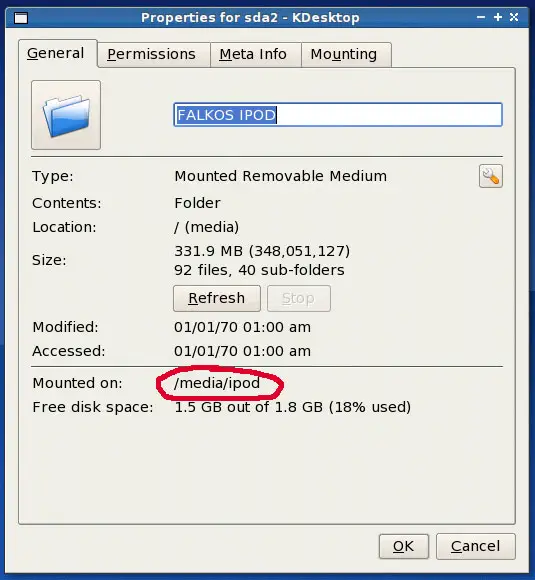 Properties for sda2 - KDesktop
General Permissions Meta Info Mounting
FALKOS IPOD
Type: Mounted Removable Medium
Contents: Folder
Location: / (media)
Size: 331.9 MB (348,051,127)
92 files, 40 sub-folders
Refresh Stop
Modified: 01/01/70 01:00 am
Accessed: 01/01/70 01:00 am
Mounted on: /media/ipod
Free disk space: 1.5 GB out of 1.8 GB (18% used)
OK Cancel